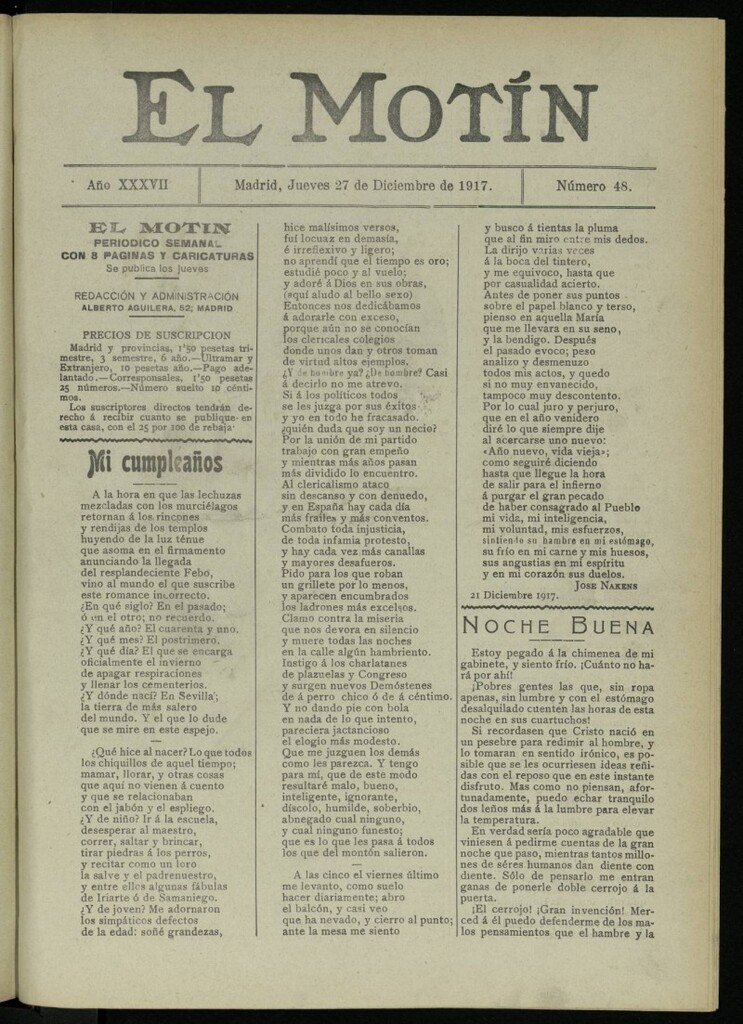 EL MOTÍN
Año XXXVII
Madrid, Jueves 27 de Diciembre de 1917.
Número 48.
EL MOTIN
PERIODICO SEMANAL
CON 8 PAGINAS Y CARICATURAS
Se publica los jueves
REDACCIÓN Y ADMINISTRACIÓN
ALBERTO AGUILERA, 52, MADRID
PRECIOS DE SUSCRIPCION
Madrid y provincias, 1'50 pesetas tri-
mestre, 3 semestre, 6 año.—Ultramar y
Extranjero, 10 pesetas año.—Pago ade-
lantado.—Corresponsales, 1'50 pesetas
25 números.—Número suelto 10 cénti-
mos.
Los suscriptores directos tendrán de-
recho á recibir cuanto se publique en
esta casa, con el 25 por 100 de rebaja
Mi cumpleaños
A la hora en que las lechuzas
mezcladas con los murciélagos
retornan á los rincones
y rendijas de los templos
huyendo de la luz ténue
que asoma en el firmamento
anunciando la llegada
del resplandeciente Febo,
vino al mundo el que suscribe
este romance incorrecto.
¿En qué siglo? En el pasado;
ó en el otro; no recuerdo.
¿Y qué año? El cuarenta y uno.
¿Y qué mes? El postrimero.
¿Y qué día? El que se encarga
oficialmente el invierno
de apagar respiraciones
y llenar los cementerios.
¿Y dónde nací? En Sevilla;
la tierra de más salero
del mundo. Y el que lo dude
que se mire en este espejo.
—
¿Qué hice al nacer? Lo que todos
los chiquillos de aquel tiempo;
mamar, llorar, y otras cosas
que aquí no vienen á cuento
y que se relacionaban
con el jabón y el espliego.
¿Y de niño? Ir á la escuela,
desesperar al maestro,
correr, saltar y brincar,
tirar piedras á los perros,
y recitar como un loro
la salve y el padrenuestro,
y entre ellos algunas fábulas
de Iriarte ó de Samaniego.
¿Y de joven? Me adornaron
los simpáticos defectos
de la edad: soñé grandezas,
hice malísimos versos,
fuí locuaz en demasía,
é irreflexivo y ligero;
no aprendí que el tiempo es oro;
estudié poco y al vuelo;
y adoré á Dios en sus obras,
(aquí aludo al bello sexo)
Entonces nos dedicábamos
á adorarle con exceso,
porque aún no se conocían
los clericales colegios
donde unos dan y otros toman
de virtud altos ejemplos.
¿Y de hombre ya? ¿De hombre? Casi
á decirlo no me atrevo.
Si á los políticos todos
se les juzga por sus éxitos
y yo en todo he fracasado.
¿quién duda que soy un necio?
Por la unión de mi partido
trabajo con gran empeño
y mientras más años pasan
más dividido lo encuentro.
Al clericalismo ataco
sin descanso y con denuedo,
y en España hay cada día
más frailes y más conventos.
Combato toda injusticia,
de toda infamia protesto,
y hay cada vez más canallas
y mayores desafueros.
Pido para los que roban
un grillete por lo menos,
y aparecen encumbrados
los ladrones más excelsos.
Clamo contra la miseria
que nos devora en silencio
y muere todas las noches
en la calle algún hambriento.
Instigo á los charlatanes
de plazuelas y Congreso
y surgen nuevos Demóstenes
de á perro chico ó de á céntimo.
Y no dando pie con bola
en nada de lo que intento,
pareciera jactancioso
el elogio más modesto.
Que me juzguen los demás
como les parezca. Y tengo
para mí, que de este modo
resultaré malo, bueno,
inteligente, ignorante,
díscolo, humilde, soberbio,
abnegado cual ninguno,
y cual ninguno funesto;
que es lo que les pasa á todos
los que del montón salieron.
—
A las cinco el viernes último
me levanto, como suelo
hacer diariamente; abro
el balcón, y casi veo
que ha nevado, y cierro al punto;
ante la mesa me siento
y busco á tientas la pluma
que al fin miro entre mis dedos.
La dirijo varias veces
á la boca del tintero,
y me equivoco, hasta que
por casualidad acierto.
Antes de poner sus puntos
sobre el papel blanco y terso,
pienso en aquella María
que me llevara en su seno,
y la bendigo. Después
el pasado evoco; peso
analizo y desmenuzo
todos mis actos, y quedo
si no muy envanecido,
tampoco muy descontento.
Por lo cual juro y perjuro,
que en el año venidero
diré lo que siempre dije
al acercarse uno nuevo:
«Año nuevo, vida vieja»;
como seguiré diciendo
hasta que llegue la hora
de salir para el infierno
á purgar el gran pecado
de haber consagrado al Pueblo
mi vida, mi inteligencia,
mi voluntad, mis esfuerzos,
sintiendo su hambre en mi estómago,
su frío en mi carne y mis huesos,
sus angustias en mi espíritu
y en mi corazón sus duelos.
JOSE NAKENS
21 Diciembre 1917.
NOCHE BUENA
Estoy pegado á la chimenea de mi
gabinete, y siento frío. ¡Cuánto no ha-
rá por ahí!
¡Pobres gentes las que, sin ropa
apenas, sin lumbre y con el estómago
desalquilado cuenten las horas de esta
noche en sus cuartuchos!
Si recordasen que Cristo nació en
un pesebre para redimir al hombre, y
lo tomaran en sentido irónico, es po-
sible que se les ocurriesen ideas reñi-
das con el reposo que en este instante
disfruto. Mas como no piensan, afor-
tunadamente, puedo echar tranquilo
dos leños más á la lumbre para elevar
la temperatura.
En verdad sería poco agradable que
viniesen á pedirme cuentas de la gran
noche que paso, mientras tantos millo-
nes de séres humanos dan diente con
diente. Sólo de pensarlo me entran
ganas de ponerle doble cerrojo á la
puerta.
¡El cerrojo! ¡Gran invención! Mer-
ced á él puedo defenderme de los ma-
los pensamientos que el hambre y la